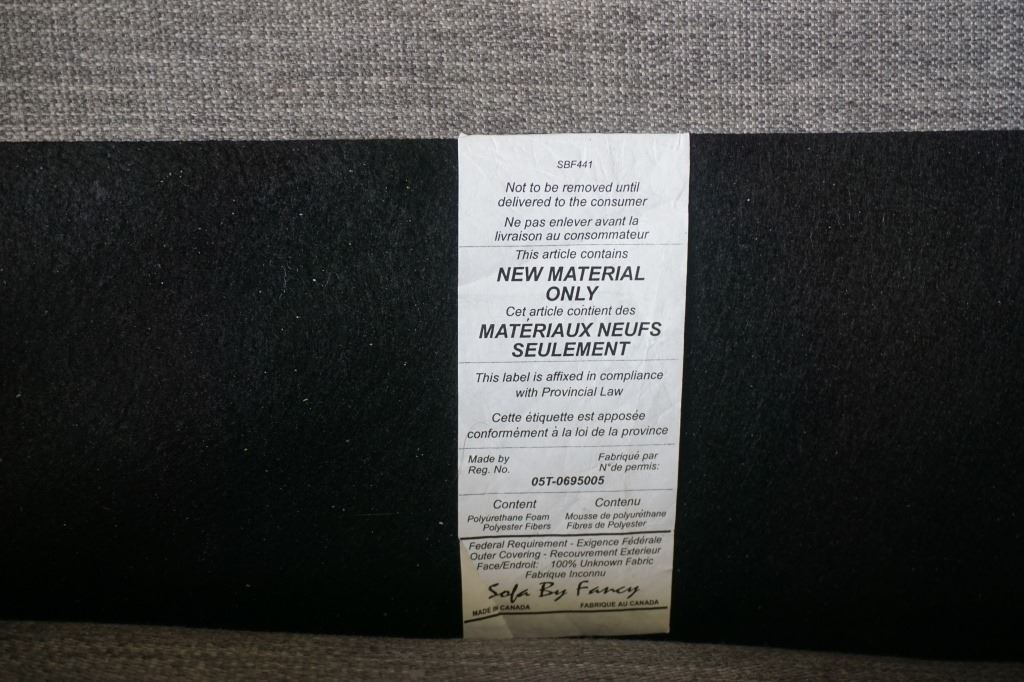 SBF441
Not to be removed until
delivered to the consumer
Ne pas enlever avant la
livraison au consommateur
This article contains
NEW MATERIAL
ONLY
Cet article contient des
MATÉRIAUX NEUFS
SEULEMENT
This label is affixed in compliance
with Provincial Law
Cette étiquette est apposée
conformément à la loi de la province
Made by Fabriqué par
Reg. No. N°de permis:
05T-0695005
Content Contenu
Polyurethane Foam Mousse de polyuréthane
Polyester Fibers Fibres de Polyester
Federal Requirement - Exigence Fédérale
Outer Covering - Recouvrement Exterieur
Face/Endroit: 100% Unknown Fabric
Fabrique Inconnu
Sofa By Fancy
MADE IN CANADA FABRIQUE AU CANADA